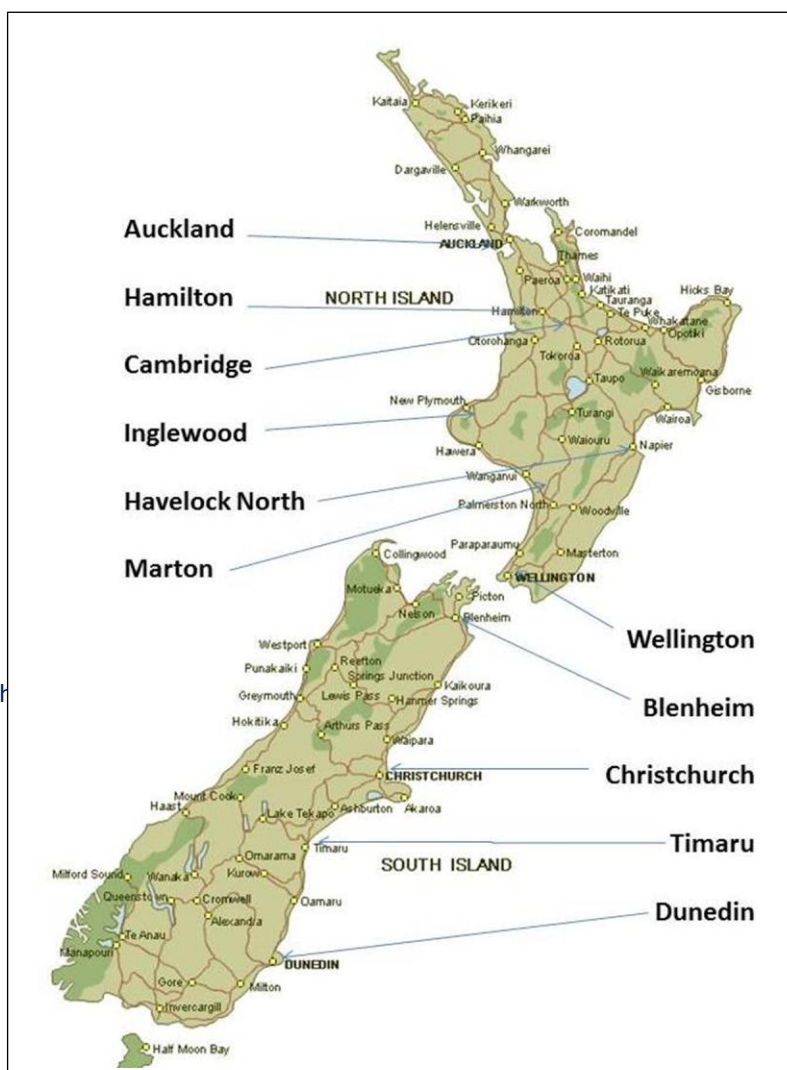 Kaitaia
Kerikeri
Paihia
Whangarei
Dargaville
Warkworth
Helensville
Coromandel
Auckland
AUCKLAND
Thames
Paeroa
Waihi
Katikati
Hicks Bay
Hamilton
NORTH ISLAND
Tauranga
Hamilton
Te Puke
Whakatane
Opotiki
Otorohanga
Rotorua
Tokoroa
Cambridge
Waikaremoana
Taupo
Gisborne
New Plymouth
Turangi
Wairoa
Inglewood
Waiouru
Hawera
Napier
Wanganui
Havelock North
Palmerston North
Woodville
Paraparaumu
Masterton
Collingwood
Marton
WELLINGTON
Motueka
Picton
Nelson
Blenheim
Wellington
Westport
Reefton
Punakaiki
Springs Junction
Kaikoura
h
Greymouth
Lewis Pass
Hanmer Springs
Blenheim
Hokitika
Arthurs Pass
Waipara
Franz Josef
CHRISTCHURCH
Christchurch
Mount Cook
Haast
Ashburton
Akaroa
Lake Tekapo
Timaru
Timaru
Omarama
SOUTH ISLAND
Milford Sound
Wanaka
Kurow
Queenstown
Cromwell
Oamaru
Alexandra
Dunedin
Te Anau
Manapouri
DUNEDIN
Gore
Milton
Invercargill
Half Moon Bay